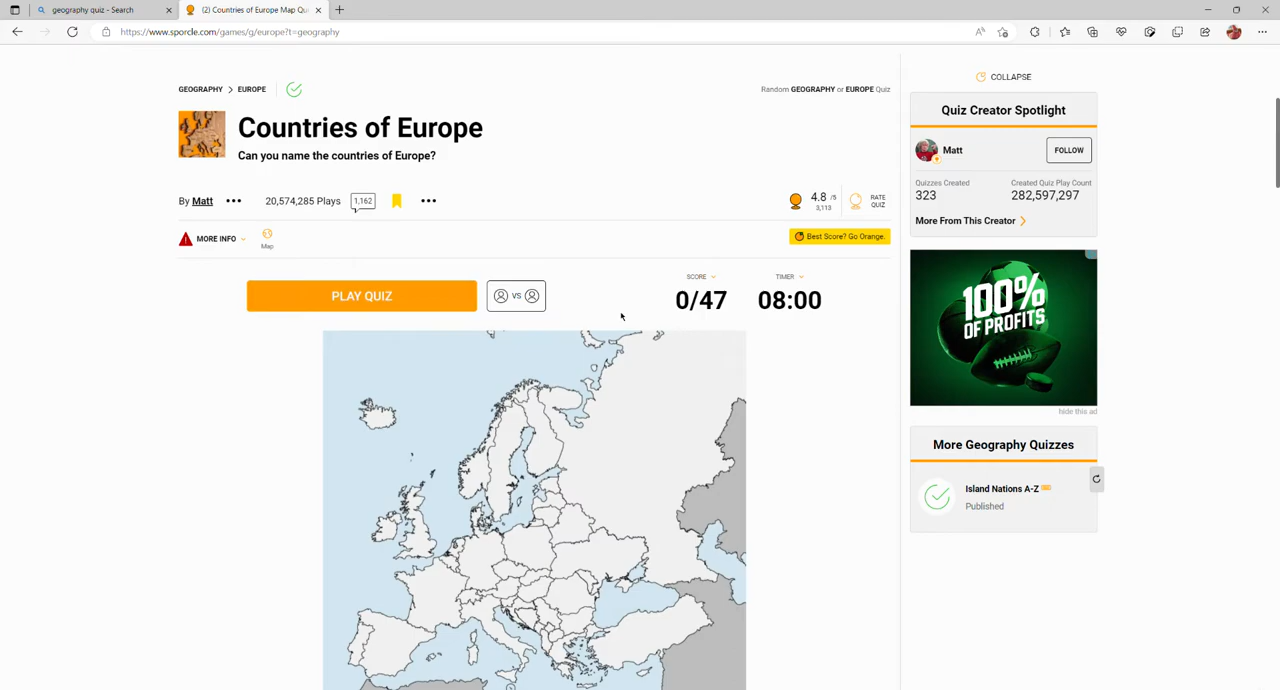 geography quiz - Search
(2) Countries of Europe Map Qu
https://www.sporcle.com/games/g/europe?t=geography
GEOGRAPHY > EUROPE
Random GEOGRAPHY or EUROPE Quiz
Countries of Europe
Can you name the countries of Europe?
By Matt ••• 20,574,285 Plays 1,162 •••
4.8 /5
3,113
RATE
QUIZ
MORE INFO
Map
Best Score? Go Orange.
PLAY QUIZ
VS
SCORE
0/47
TIMER
08:00
COLLAPSE
Quiz Creator Spotlight
Matt
FOLLOW
Quizzes Created
323
Created Quiz Play Count
282,597,297
More From This Creator
100%
OF PROFITS
hide this ad
More Geography Quizzes
Island Nations A-Z
Published